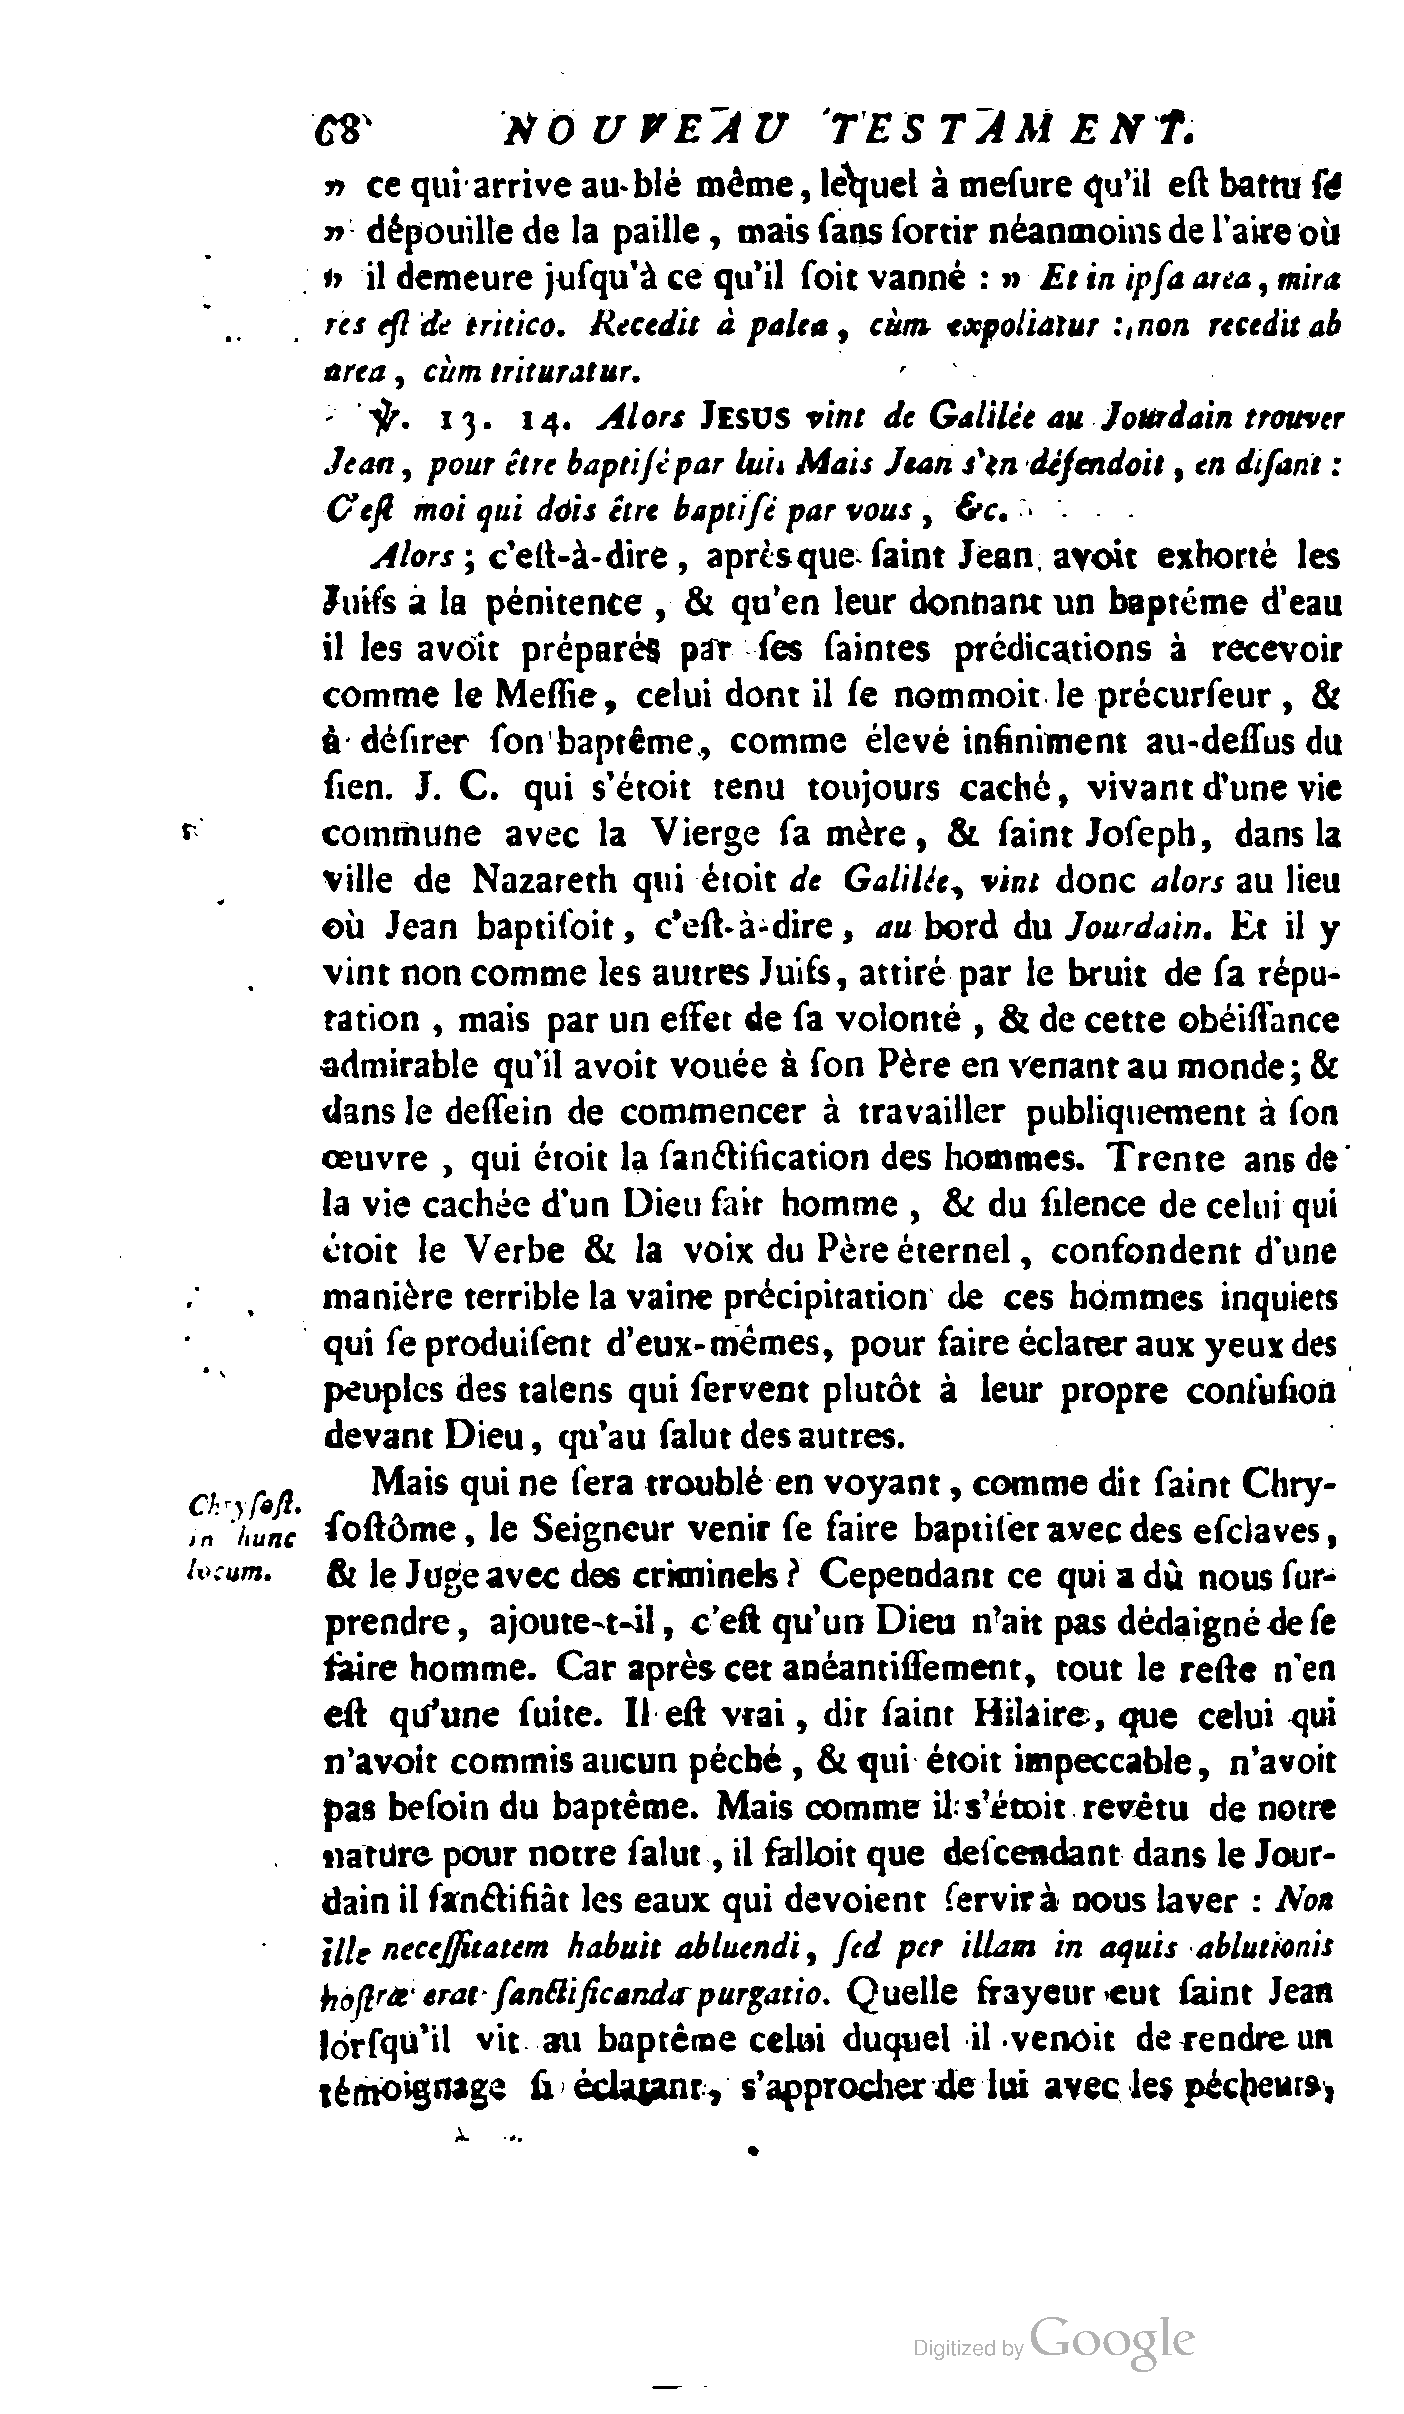 68 NOUVEAU TESTAMENT.
» ce qui arrive au blé même, lequel à meſure qu'il eſt battu ſe
» dépouille de la paille, mais ſans ſortir néanmoins de l'aire où
» il demeure juſqu'à ce qu'il ſoit vanné : » Et in ipſa area, mira
res eſt de tritico. Recedit à palea, cùm expoliatur : non recedit ab
area, cùm trituratur.
℣. 13. 14. Alors JESUS vint de Galilée au Jourdain trouver
Jean, pour être baptiſé par lui. Mais Jean s'en défendoit, en diſant :
C'eſt moi qui dois être baptiſé par vous, &c.
Alors ; c'eſt-à-dire, après que ſaint Jean avoit exhorté les
Juifs à la pénitence, & qu'en leur donnant un baptême d'eau
il les avoit préparés par ſes ſaintes prédications à recevoir
comme le Meſſie, celui dont il ſe nommoit le précurſeur, &
à déſirer ſon baptême, comme élevé infiniment au-deſſus du
ſien. J. C. qui s'étoit tenu toujours caché, vivant d'une vie
commune avec la Vierge ſa mère, & ſaint Joſeph, dans la
ville de Nazareth qui étoit de Galilée, vint donc alors au lieu
où Jean baptiſoit, c'eſt-à-dire, au bord du Jourdain. Et il y
vint non comme les autres Juifs, attiré par le bruit de ſa répu-
tation, mais par un effet de ſa volonté, & de cette obéiſſance
admirable qu'il avoit vouée à ſon Père en venant au monde; &
dans le deſſein de commencer à travailler publiquement à ſon
œuvre, qui étoit la ſanctification des hommes. Trente ans de
la vie cachée d'un Dieu fait homme, & du ſilence de celui qui
étoit le Verbe & la voix du Père éternel, confondent d'une
manière terrible la vaine précipitation de ces hommes inquiets
qui ſe produiſent d'eux-mêmes, pour faire éclater aux yeux des
peuples des talens qui ſervent plutôt à leur propre confuſion
devant Dieu, qu'au ſalut des autres.
Mais qui ne ſera troublé en voyant, comme dit ſaint Chry-
Chryſoſt.
in hunc
locum.
ſoſtôme, le Seigneur venir ſe faire baptiſer avec des eſclaves,
& le Juge avec des criminels ? Cependant ce qui a dû nous ſur-
prendre, ajoute-t-il, c'eſt qu'un Dieu n'ait pas dédaigné de ſe
faire homme. Car après cet anéantiſſement, tout le reſte n'en
eſt qu'une ſuite. Il eſt vrai, dit ſaint Hilaire, que celui qui
n'avoit commis aucun péché, & qui étoit impeccable, n'avoit
pas beſoin du baptême. Mais comme il s'étoit revêtu de notre
nature pour notre ſalut, il falloit que deſcendant dans le Jour-
dain il ſanctifiât les eaux qui devoient ſervir à nous laver : Non
ille neceſſitatem habuit abluendi, ſed per illam in aquis ablutionis
noſtræ erat ſanctificanda purgatio. Quelle frayeur eut ſaint Jean
lorſqu'il vit au baptême celui duquel il venoit de rendre un
témoignage ſi éclatant, s'approcher de lui avec les pécheurs,
Digitized by Google